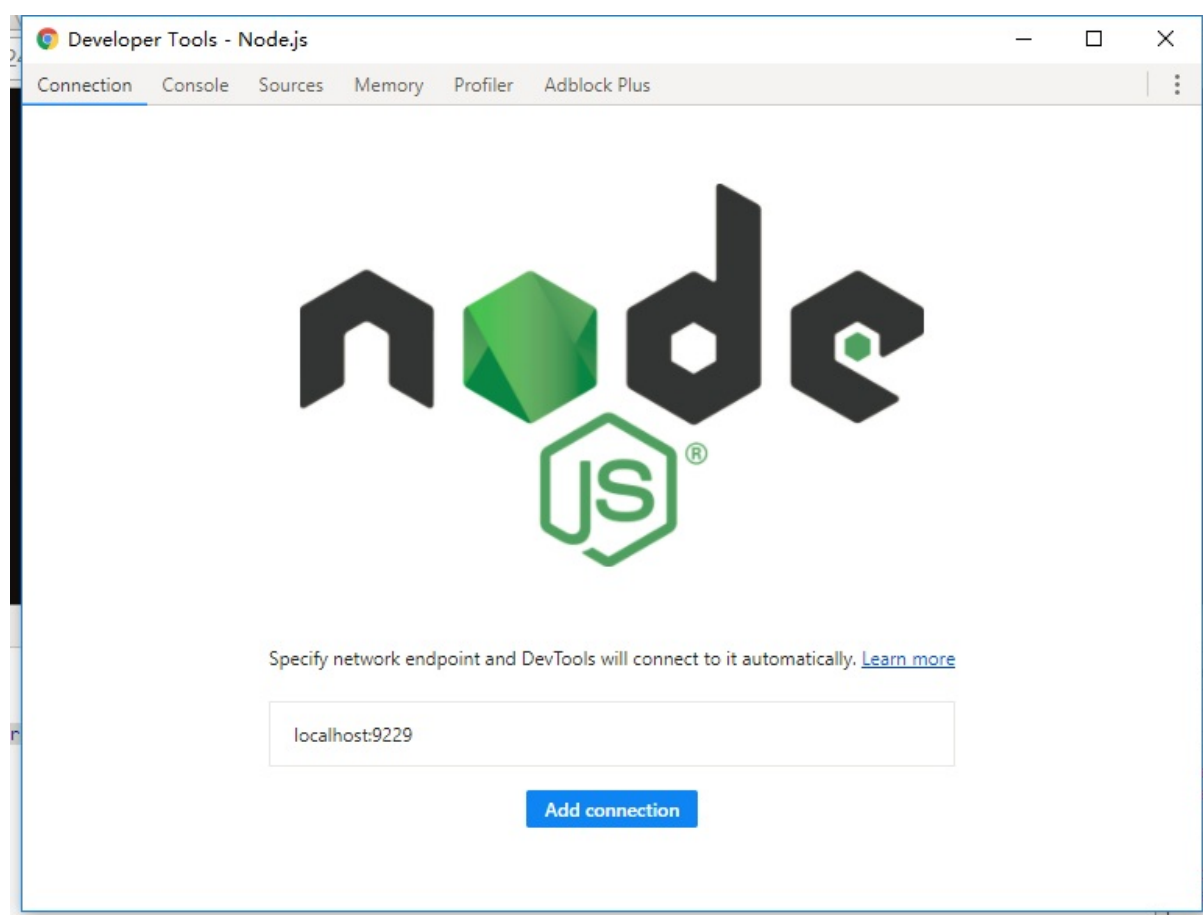 Developer Tools - Node.js
Connection Console Sources Memory Profiler Adblock Plus
node
JS®
Specify network endpoint and DevTools will connect to it automatically. Learn more
localhost:9229
Add connection